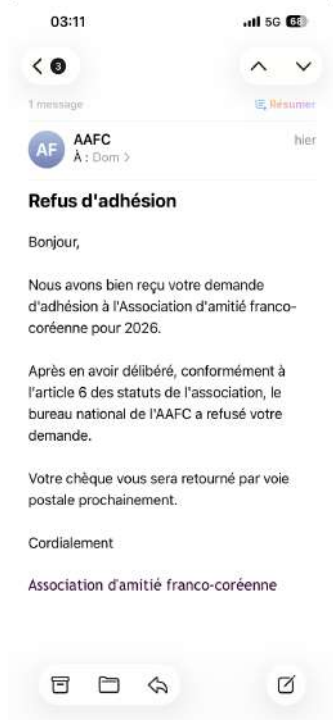 03:11
5G 68
3
1 message
Résumer
AF
AAFC
hier
À : Dom >
Refus d'adhésion
Bonjour,
Nous avons bien reçu votre demande
d'adhésion à l'Association d'amitié franco-
coréenne pour 2026.
Après en avoir délibéré, conformément à
l'article 6 des statuts de l'association, le
bureau national de l'AAFC a refusé votre
demande.
Votre chèque vous sera retourné par voie
postale prochainement.
Cordialement
Association d'amitié franco-coréenne